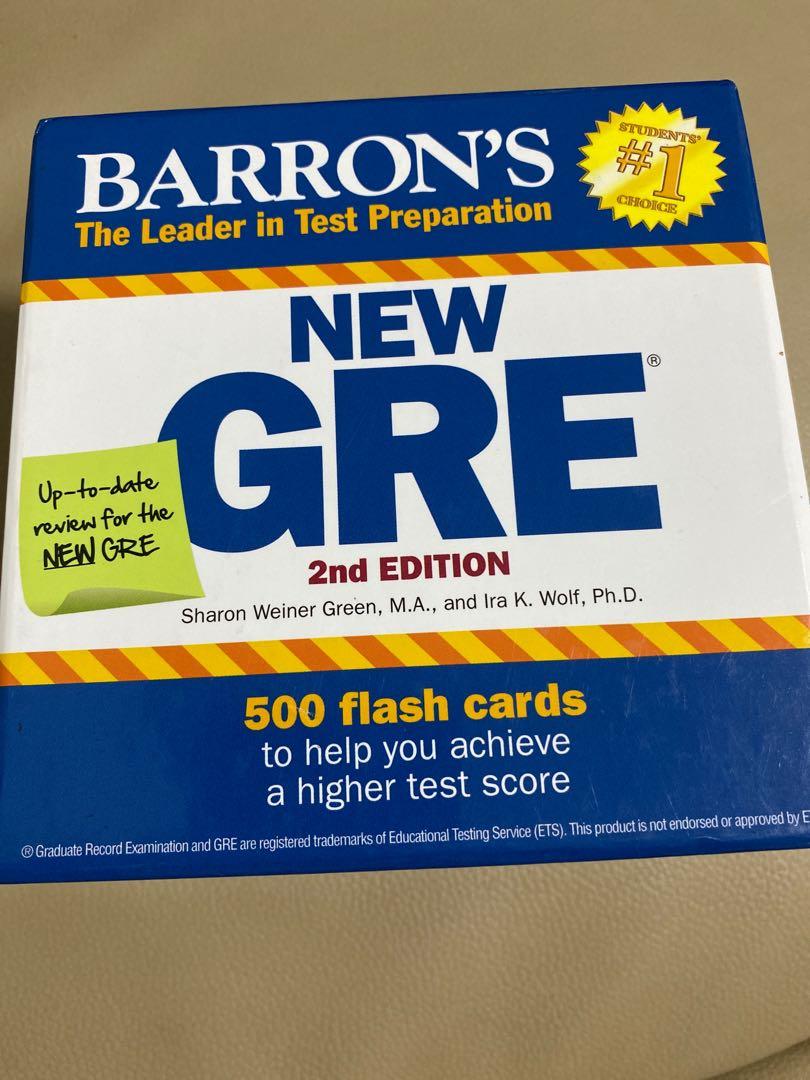 BARRON'S
The Leader in Test Preparation
STUDENTS'
#1
CHOICE
NEW
GRE®
Up-to-date
review for the
NEW GRE
2nd EDITION
Sharon Weiner Green, M.A., and Ira K. Wolf, Ph.D.
500 flash cards
to help you achieve
a higher test score
® Graduate Record Examination and GRE are registered trademarks of Educational Testing Service (ETS). This product is not endorsed or approved by